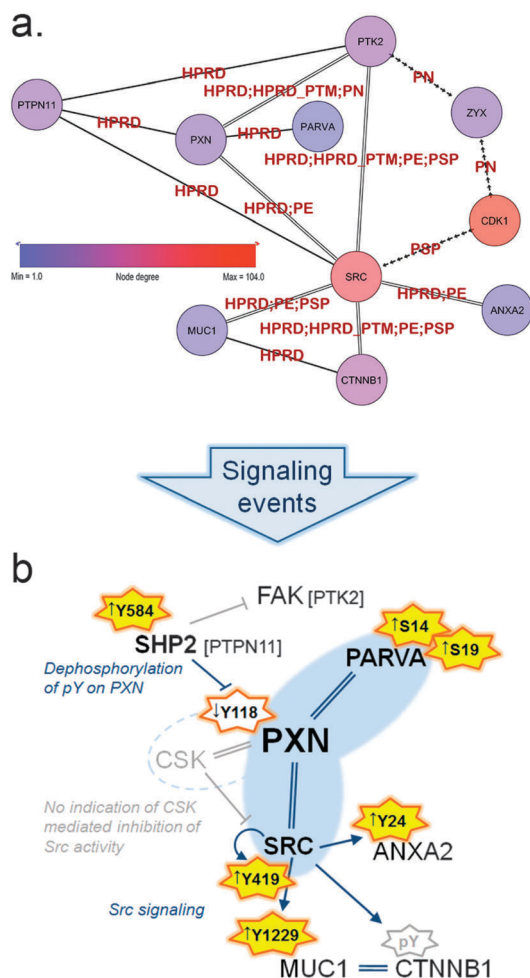 a.
PTK2
HPRD
PN
PTPN11
HPRD;HPRD_PTM;PN
ZYX
HPRD
PXN
HPRD
PARVA
HPRD;HPRD_PTM;PE;PSP
PN
HPRD
HPRD;PE
CDK1
PSP
Min = 1.0
Node degree
Max = 104.0
SRC
HPRD;PE;PSP
HPRD;PE
MUC1
HPRD;HPRD_PTM;PE;PSP
ANXA2
HPRD
CTNNB1
Signaling
events
b
↑Y584
FAK [PTK2]
SHP2 [PTPN11]
↑S14
PARVA
↑S19
Dephosphorylation
of pY on PXN
↓Y118
PXN
CSK
No indication of CSK
mediated inhibition of
Src activity
↑Y24
SRC
ANXA2
↑Y419
Src signaling
↑Y1229
pY
MUC1
CTNNB1